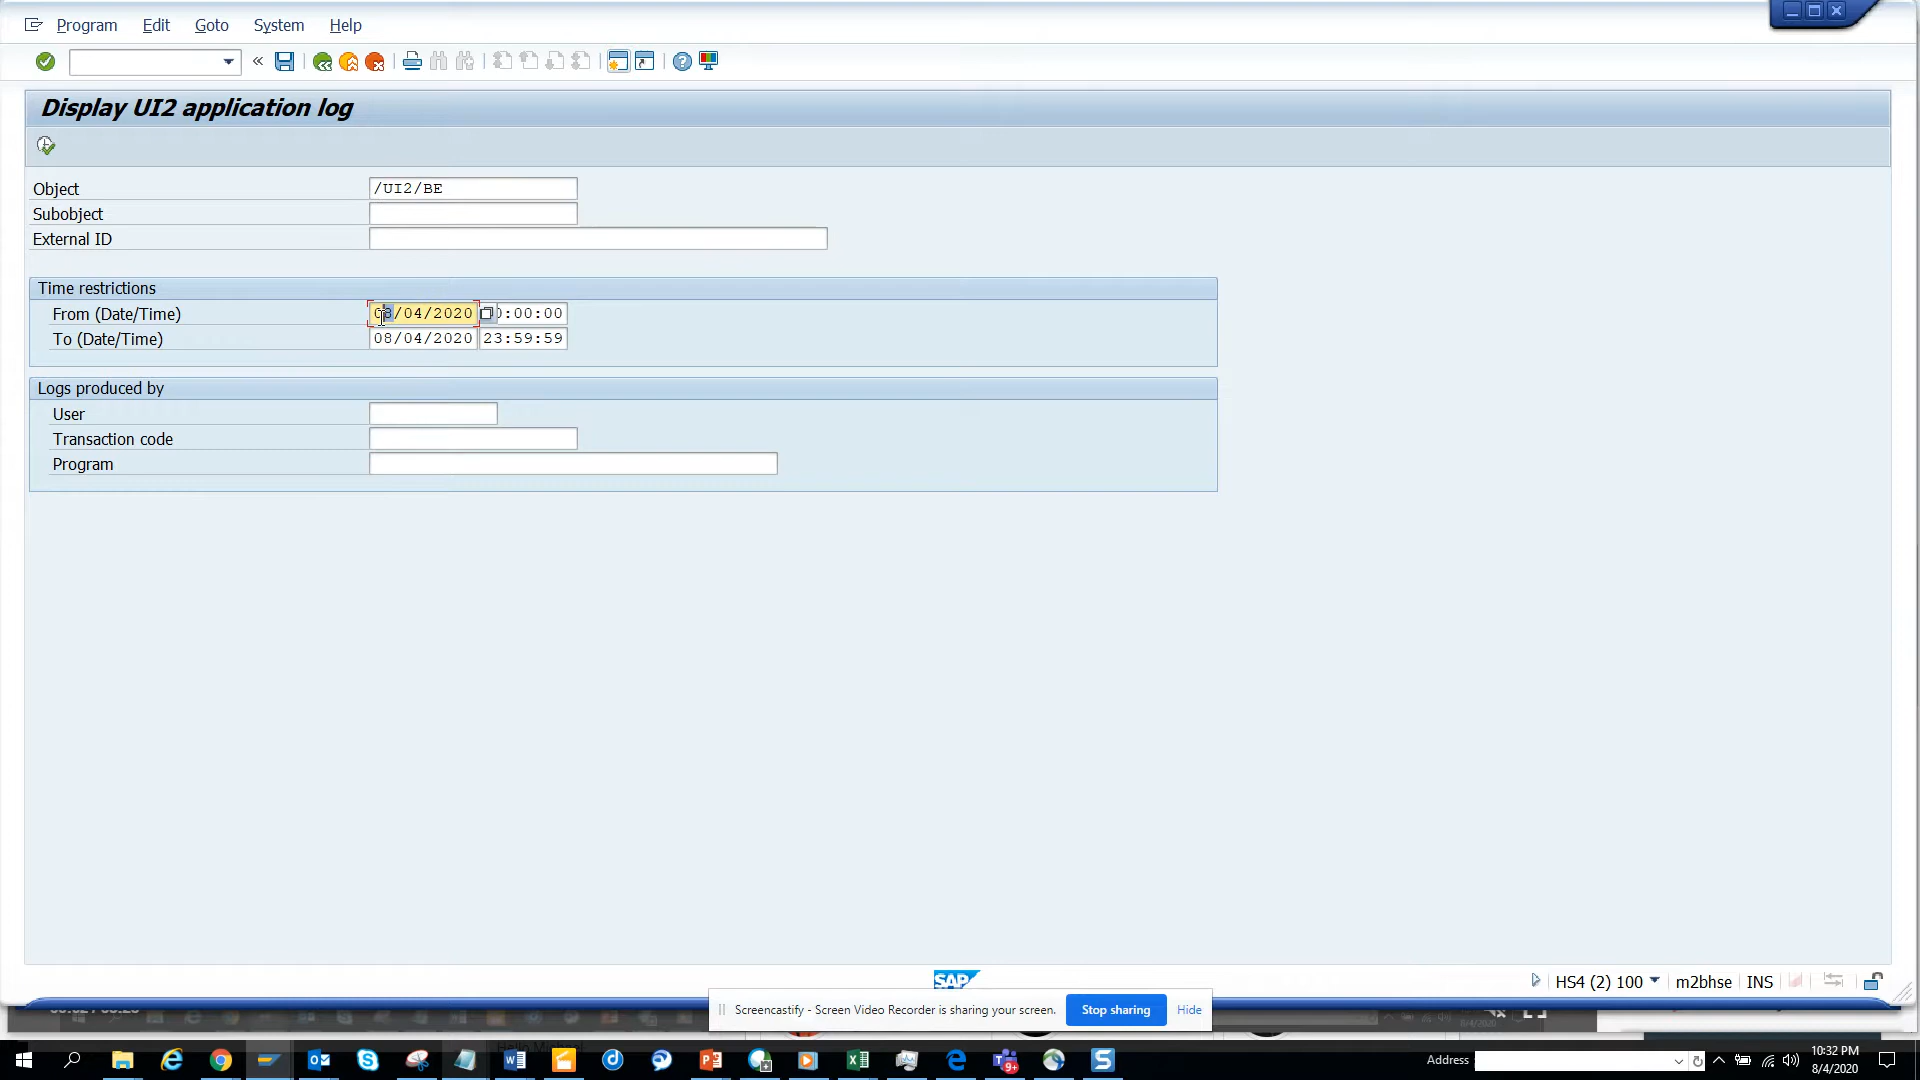 Program Edit Goto System Help
«
Display UI2 application log
Object /UI2/BE
Subobject
External ID
Time restrictions
From (Date/Time) 08/04/2020 :00:00
To (Date/Time) 08/04/2020 23:59:59
Logs produced by
User
Transaction code
Program
SAP
HS4 (2) 100 m2bhse INS
Screencastify - Screen Video Recorder is sharing your screen. Stop sharing Hide
9+
Address
10:32 PM
8/4/2020